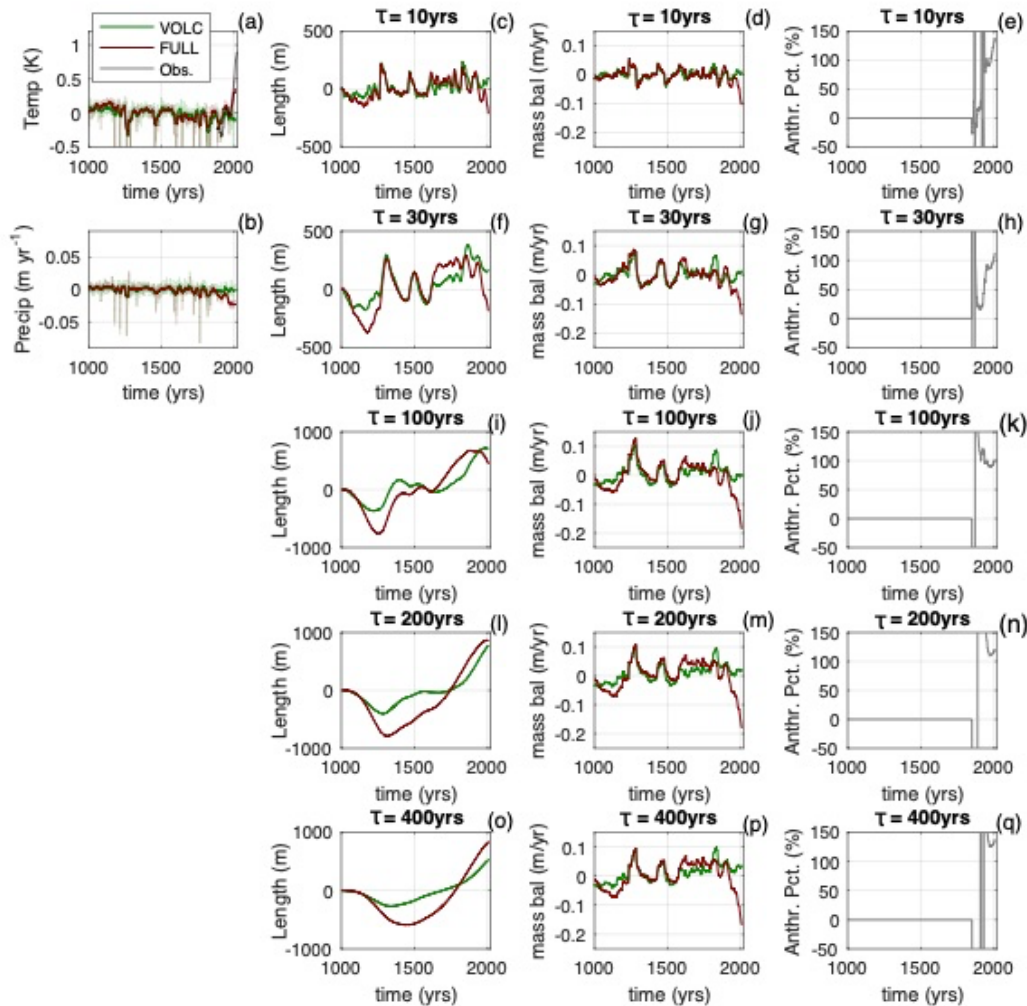 VOLC
FULL
Obs.
(a)
Temp (K)
1
0.5
0
-0.5
1000 1500 2000
time (yrs)
τ = 10yrs
(c)
Length (m)
500
0
-500
1000 1500 2000
time (yrs)
τ = 10yrs
(d)
mass bal (m/yr)
0.1
0
-0.1
-0.2
1000 1500 2000
time (yrs)
τ = 10yrs
(e)
Anthr. Pct. (%)
150
100
50
0
-50
1000 1500 2000
time (yrs)
(b)
Precip (m yr⁻¹)
0.05
0
-0.05
1000 1500 2000
time (yrs)
τ = 30yrs
(f)
Length (m)
500
0
-500
1000 1500 2000
time (yrs)
τ = 30yrs
(g)
mass bal (m/yr)
0.1
0
-0.1
-0.2
1000 1500 2000
time (yrs)
τ = 30yrs
(h)
Anthr. Pct. (%)
150
100
50
0
-50
1000 1500 2000
time (yrs)
τ = 100yrs
(i)
Length (m)
1000
0
-1000
1000 1500 2000
time (yrs)
τ = 100yrs
(j)
mass bal (m/yr)
0.1
0
-0.1
-0.2
1000 1500 2000
time (yrs)
τ = 100yrs
(k)
Anthr. Pct. (%)
150
100
50
0
-50
1000 1500 2000
time (yrs)
τ = 200yrs
(l)
Length (m)
1000
0
-1000
1000 1500 2000
time (yrs)
τ = 200yrs
(m)
mass bal (m/yr)
0.1
0
-0.1
-0.2
1000 1500 2000
time (yrs)
τ = 200yrs
(n)
Anthr. Pct. (%)
150
100
50
0
-50
1000 1500 2000
time (yrs)
τ = 400yrs
(o)
Length (m)
1000
0
-1000
1000 1500 2000
time (yrs)
τ = 400yrs
(p)
mass bal (m/yr)
0.1
0
-0.1
-0.2
1000 1500 2000
time (yrs)
τ = 400yrs
(q)
Anthr. Pct. (%)
150
100
50
0
-50
1000 1500 2000
time (yrs)